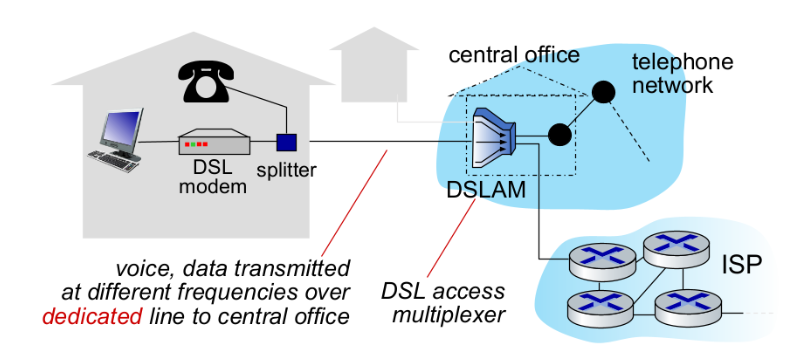 central office
telephone
network
DSL
modem
splitter
DSLAM
ISP
voice, data transmitted
at different frequencies over
dedicated line to central office
DSL access
multiplexer